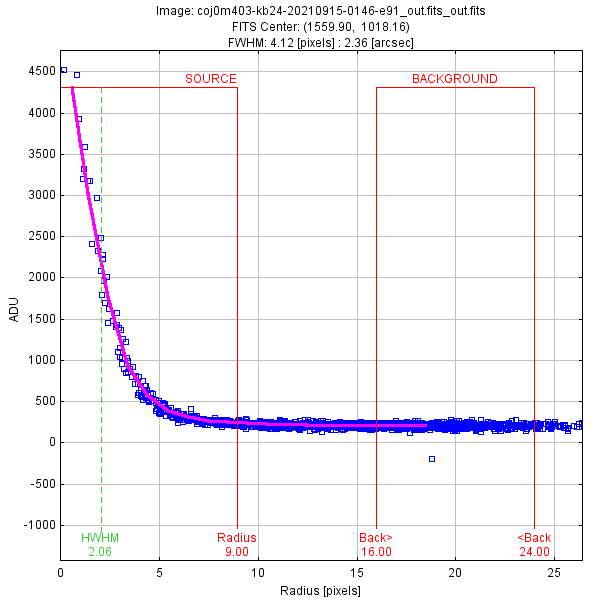 Image: coj0m403-kb24-20210915-0146-e91_out.fits_out.fits
FITS Center: (1559.90, 1018.16)
FWHM: 4.12 [pixels] : 2.36 [arcsec]
SOURCE
BACKGROUND
4500
4000
3500
3000
2500
2000
1500
1000
500
0
-500
-1000
ADU
HWHM
2.06
Radius
9.00
Back>
16.00
<Back
24.00
0 5 10 15 20 25
Radius [pixels]